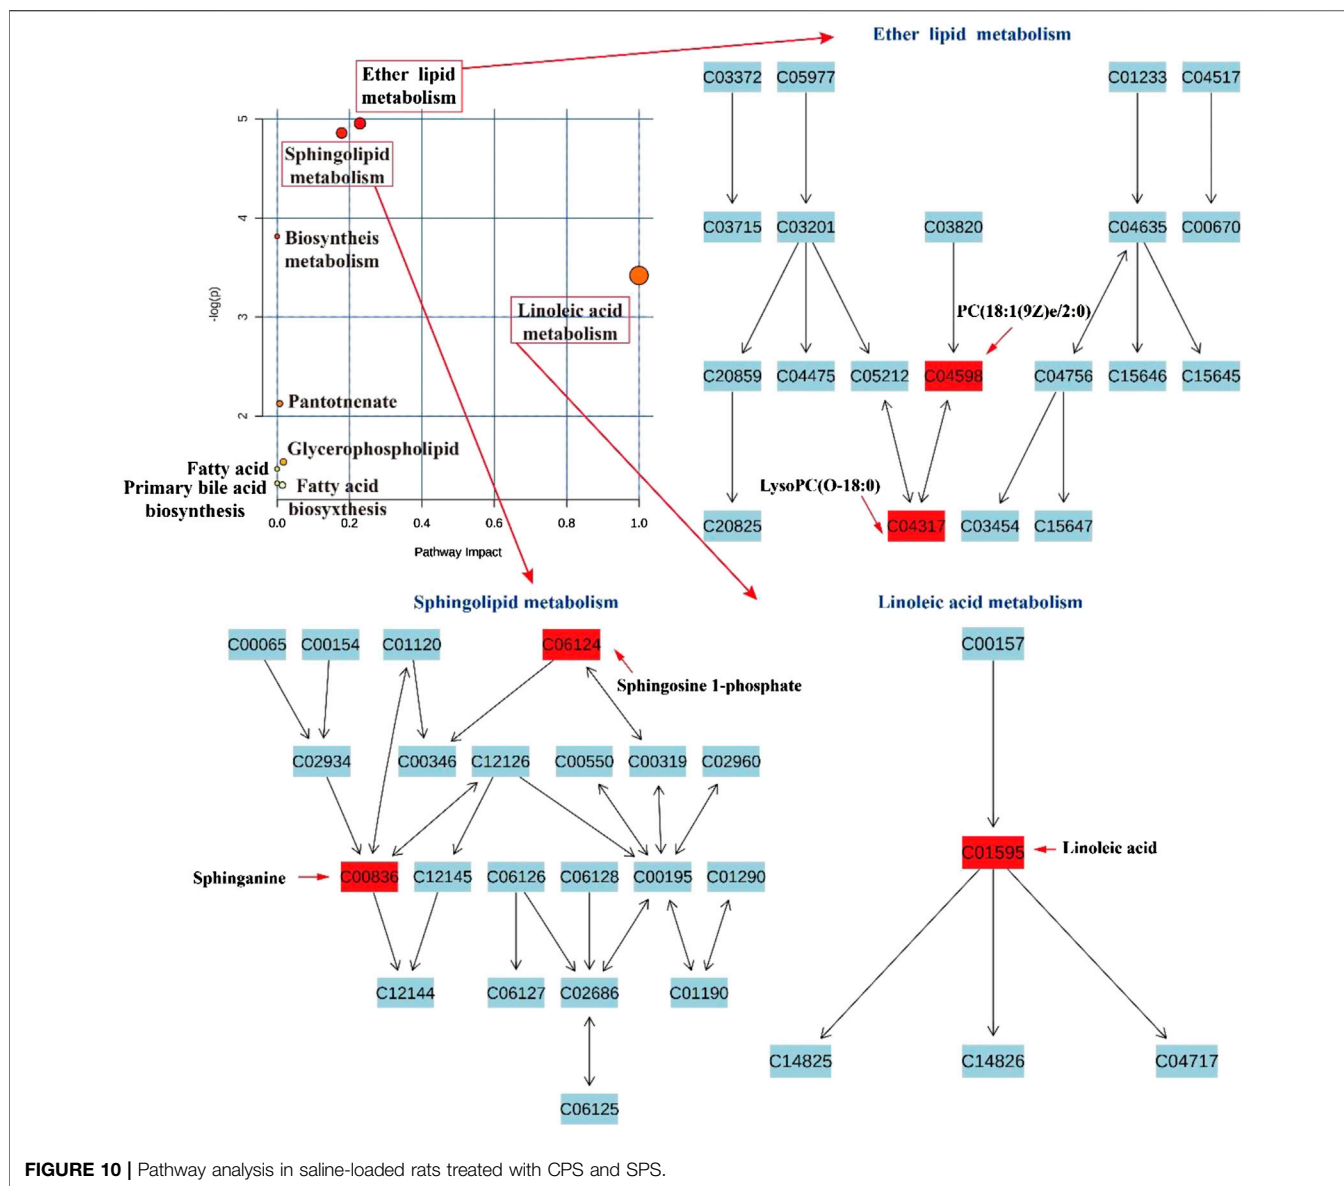 Ether lipid metabolism
Ether lipid
metabolism
C03372
C05977
C01233
C04517
5
Sphingolipid
metabolism
4
Biosyntheis
metabolism
C03715
C03201
C03820
C04635
C00670
-log(p)
3
Linoleic acid
metabolism
PC(18:1(9Z)e/2:0)
C20859
C04475
C05212
C04598
C04756
C15646
C15645
2
Pantotnenate
Glycerophospholipid
Fatty acid
Primary bile acid
biosynthesis
Fatty acid
biosyxthesis
LysoPC(O-18:0)
0.0
0.2
0.4
0.6
0.8
1.0
Pathway Impact
C20825
C04317
C03454
C15647
Sphingolipid metabolism
Linoleic acid metabolism
C00065
C00154
C01120
C06124
Sphingosine 1-phosphate
C02934
C00346
C12126
C00550
C00319
C02960
Sphinganine
C00836
C12145
C06126
C06128
C00195
C01290
C12144
C06127
C02686
C01190
C06125
C00157
C01595
Linoleic acid
C14825
C14826
C04717
FIGURE 10 | Pathway analysis in saline-loaded rats treated with CPS and SPS.